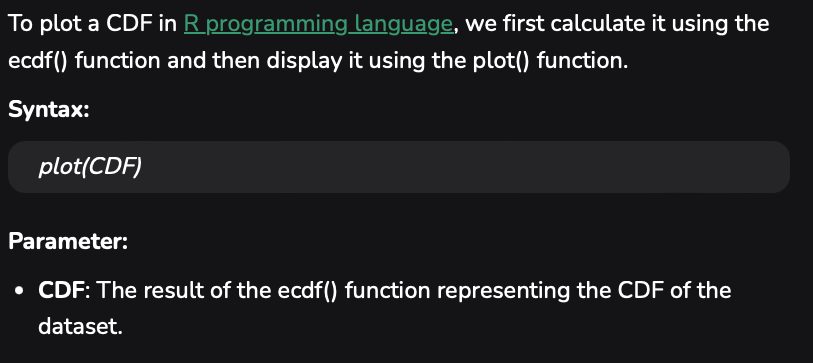 To plot a CDF in R programming language, we first calculate it using the
ecdf() function and then display it using the plot() function.
Syntax:
plot(CDF)
Parameter:
• CDF: The result of the ecdf() function representing the CDF of the
dataset.